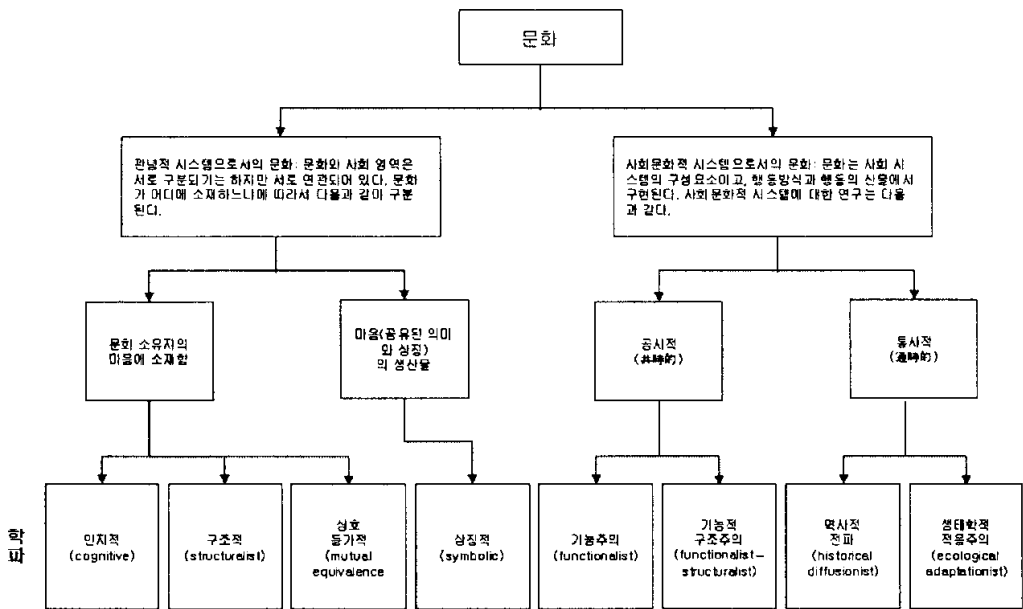 문화
관념적 시스템으로서의 문화: 문화와 사회 영역은
서로 구분되기는 하지만 서로 연관되어 있다. 문화
가 어디에 소재하느냐에 따라서 다음과 같이 구분
된다.
사회문화적 시스템으로서의 문화: 문화는 사회 시
스템의 구성요소이고, 행동방식과 행동의 산물에서
구현된다. 사회문화적 시스템에 대한 연구는 다음
과 같다.
문화 소유자의
마음에 소재함
마음(공유된 의미
와 상징)
의 생산물
공시적
(共時的)
통시적
(通時的)
학
파
인지적
(cognitive)
구조적
(structuralist)
상호
등가적
(mutual
equivalence
상징적
(symbolic)
기능주의
(functionalist)
기능적
구조주의
(functionalist-
structuralist)
역사적
전파
(historical
diffusionist)
생태학적
적응주의
(ecological
adaptationist)